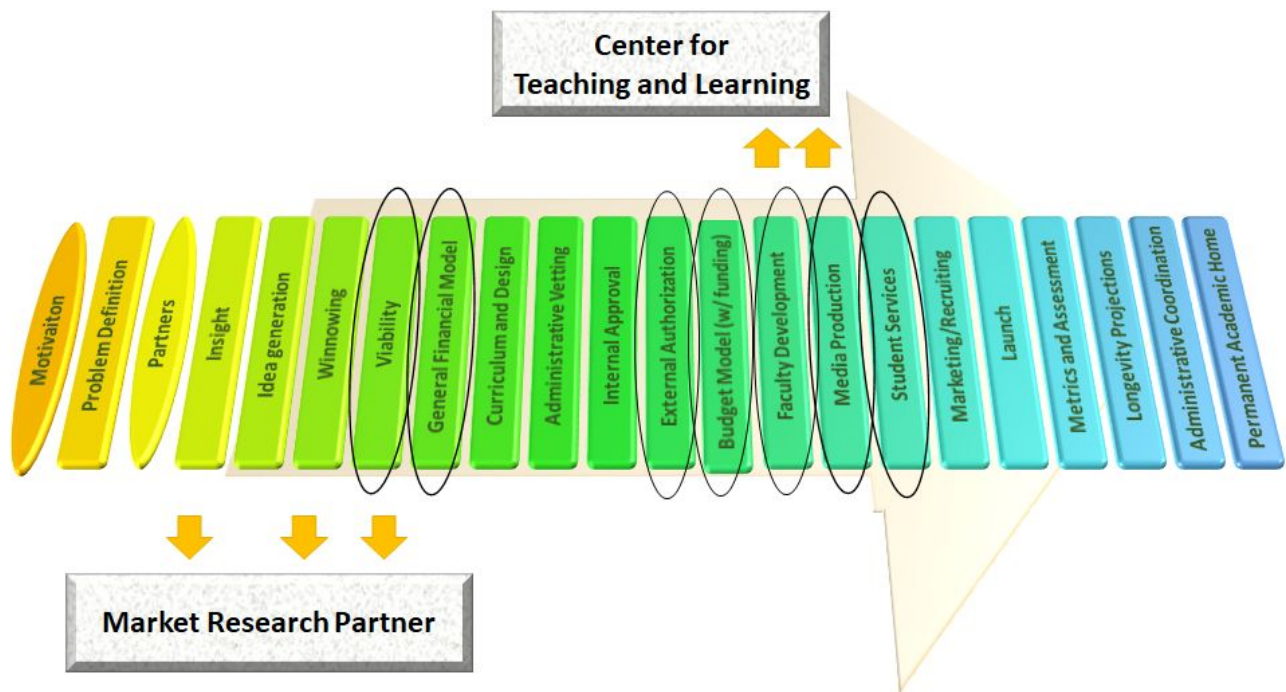 Center for
Teaching and Learning
Motivaiton
Problem Definition
Partners
Insight
Idea generation
Winnowing
Viability
General Financial Model
Curriculum and Design
Administrative Vetting
Internal Approval
External Authorization
Budget Model (w/ funding)
Faculty Development
Media Production
Student Services
Marketing/Recruiting
Launch
Metrics and Assessment
Longevity Projections
Administrative Coordination
Permanent Academic Home
Market Research Partner